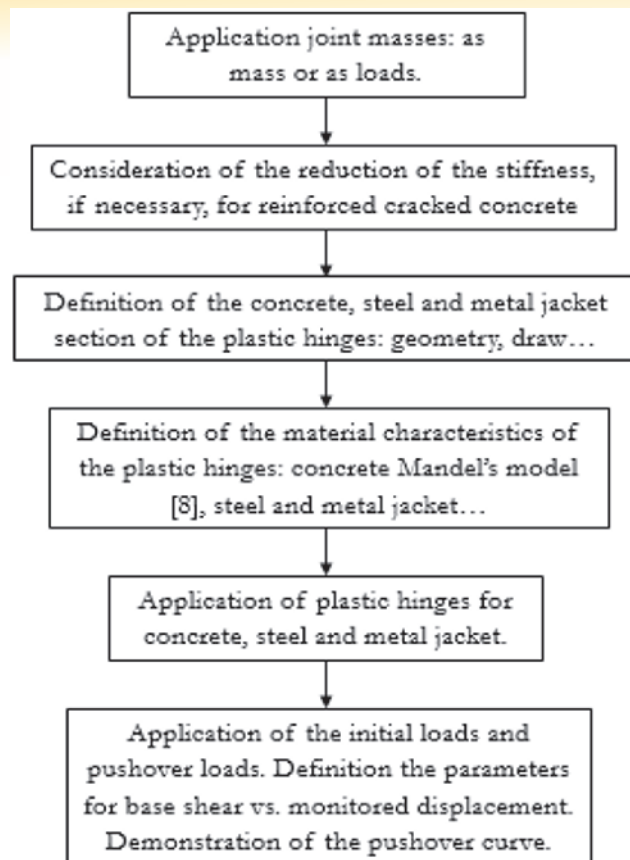 Application joint masses: as
mass or as loads.
Consideration of the reduction of the stiffness,
if necessary, for reinforced cracked concrete
Definition of the concrete, steel and metal jacket
section of the plastic hinges: geometry, draw…
Definition of the material characteristics of
the plastic hinges: concrete Mandel's model
[8], steel and metal jacket…
Application of plastic hinges for
concrete, steel and metal jacket.
Application of the initial loads and
pushover loads. Definition the parameters
for base shear vs. monitored displacement.
Demonstration of the pushover curve.